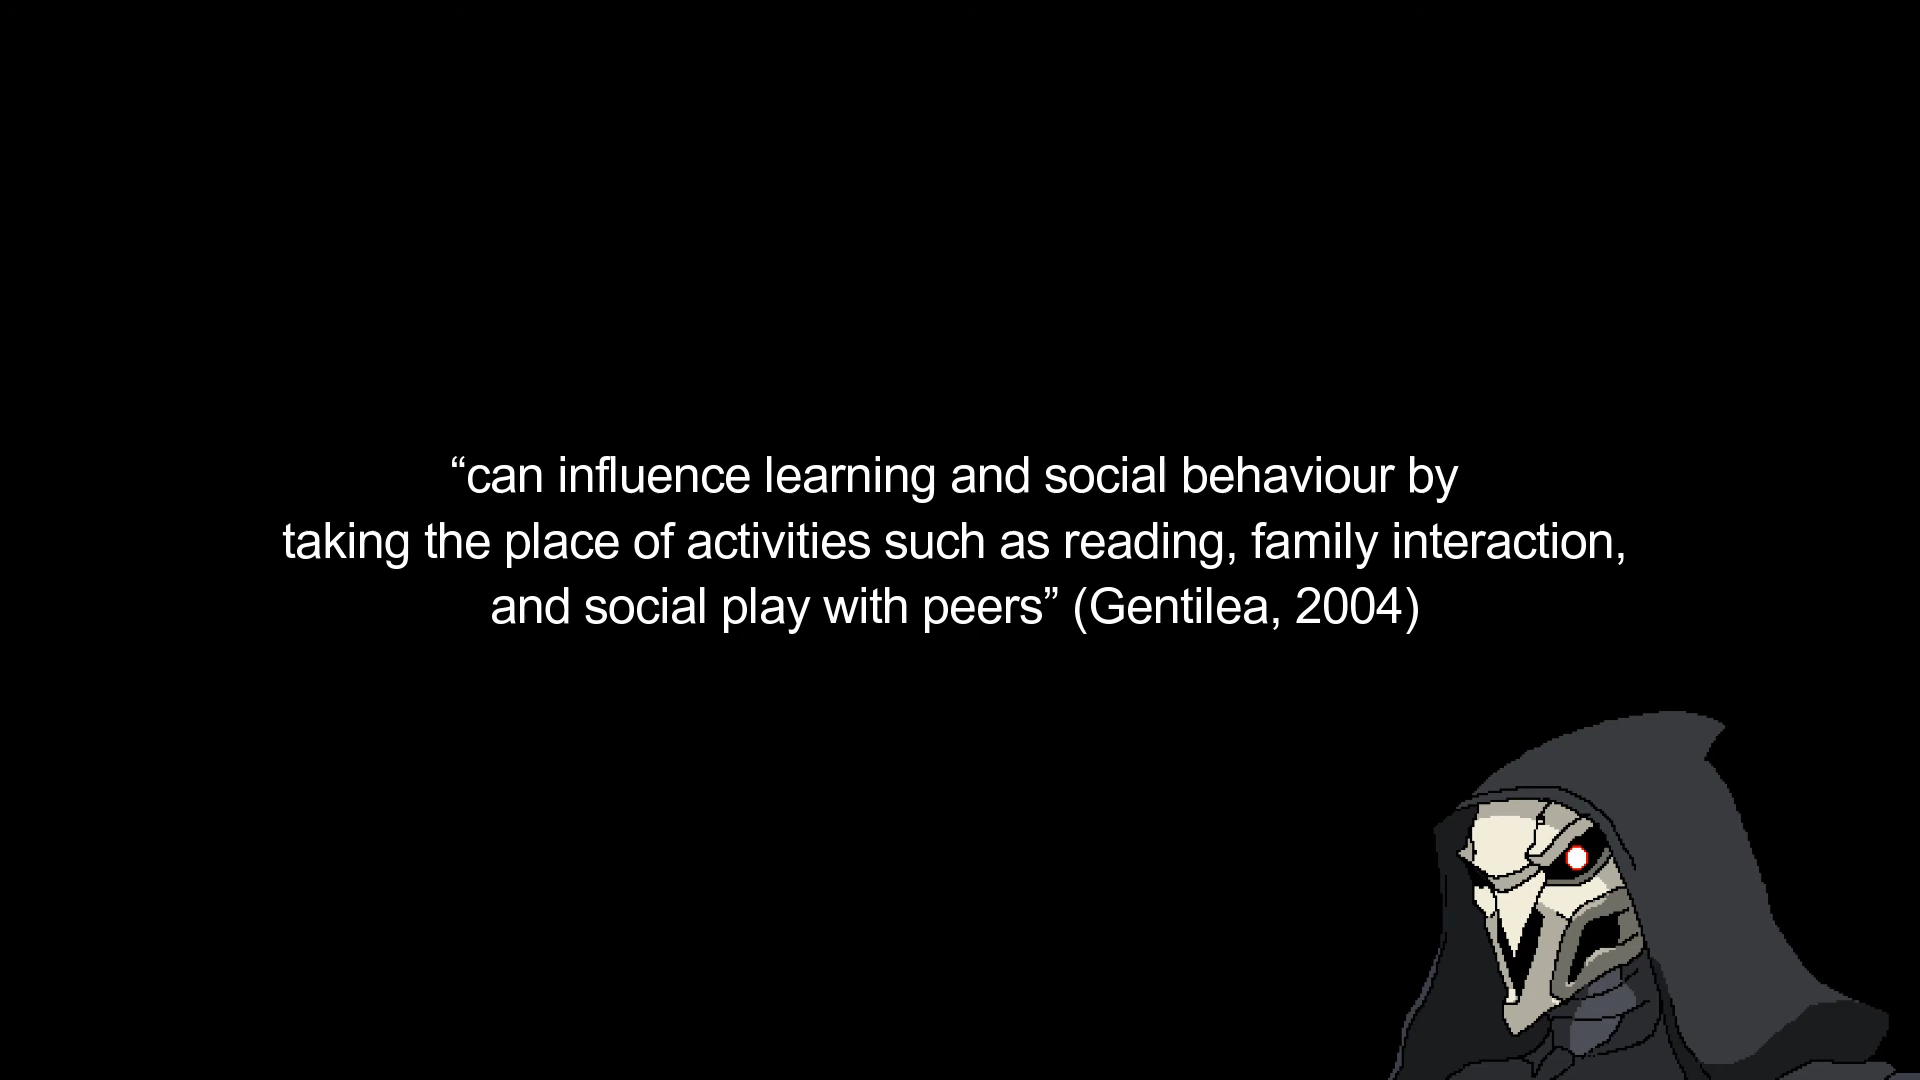 “can influence learning and social behaviour by
taking the place of activities such as reading, family interaction,
and social play with peers” (Gentilea, 2004)